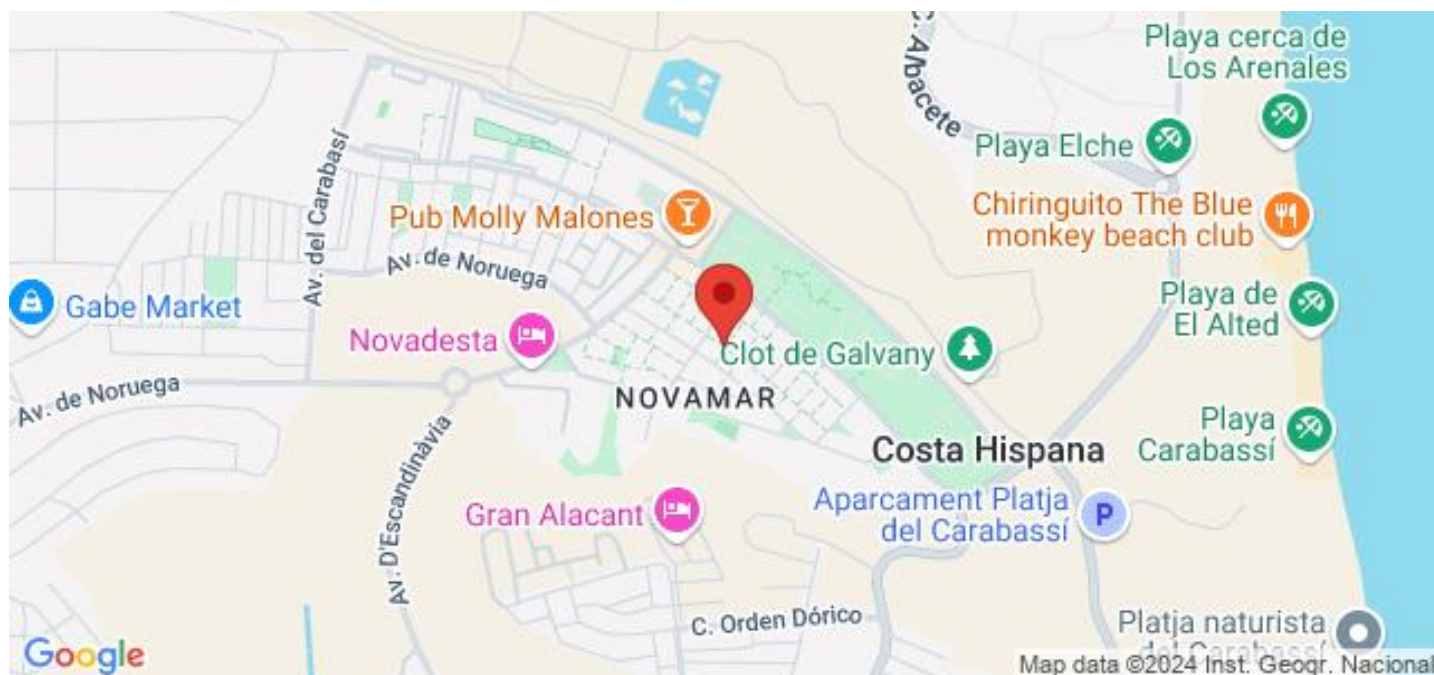 C. Albacete
Playa cerca de
Los Arenales
Playa Elche
Av. del Carabasí
Pub Molly Malones
Chiringuito The Blue
monkey beach club
Av. de Noruega
Gabe Market
Playa de
El Alted
Novadesta
Clot de Galvany
Av. de Noruega
NOVAMAR
Playa
Carabassí
Costa Hispana
Av. D'Escandinàvia
Gran Alacant
Aparcament Platja
del Carabassí
P
C. Orden Dórico
Platja naturista
del Carabassí
Google
Map data ©2024 Inst. Geogr. Nacional